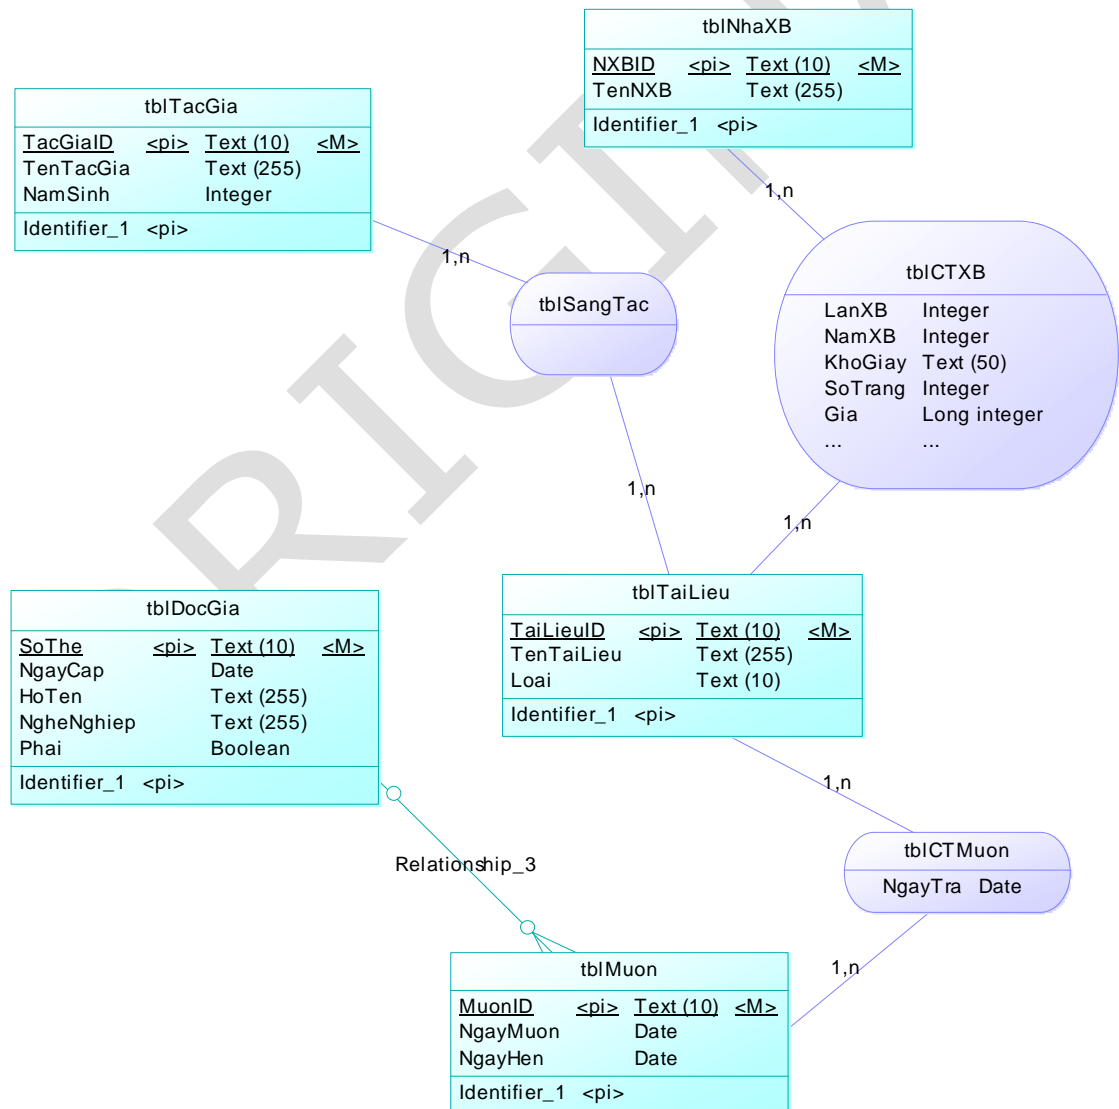 tblNhaXB
NXBID <pi> Text (10) <M>
TenNXB Text (255)
Identifier_1 <pi>
tblTacGia
TacGiaID <pi> Text (10) <M>
TenTacGia Text (255)
NamSinh Integer
Identifier_1 <pi>
1,n
1,n
tblCTXB
LanXB Integer
NamXB Integer
KhoGiay Text (50)
SoTrang Integer
Gia Long integer
... ...
tblSangTac
1,n
1,n
tblDocGia
SoThe <pi> Text (10) <M>
NgayCap Date
HoTen Text (255)
NgheNghiep Text (255)
Phai Boolean
Identifier_1 <pi>
tblTaiLieu
TaiLieuID <pi> Text (10) <M>
TenTaiLieu Text (255)
Loai Text (10)
Identifier_1 <pi>
1,n
tblCTMuon
NgayTra Date
Relationship_3
1,n
tblMuon
MuonID <pi> Text (10) <M>
NgayMuon Date
NgayHen Date
Identifier_1 <pi>